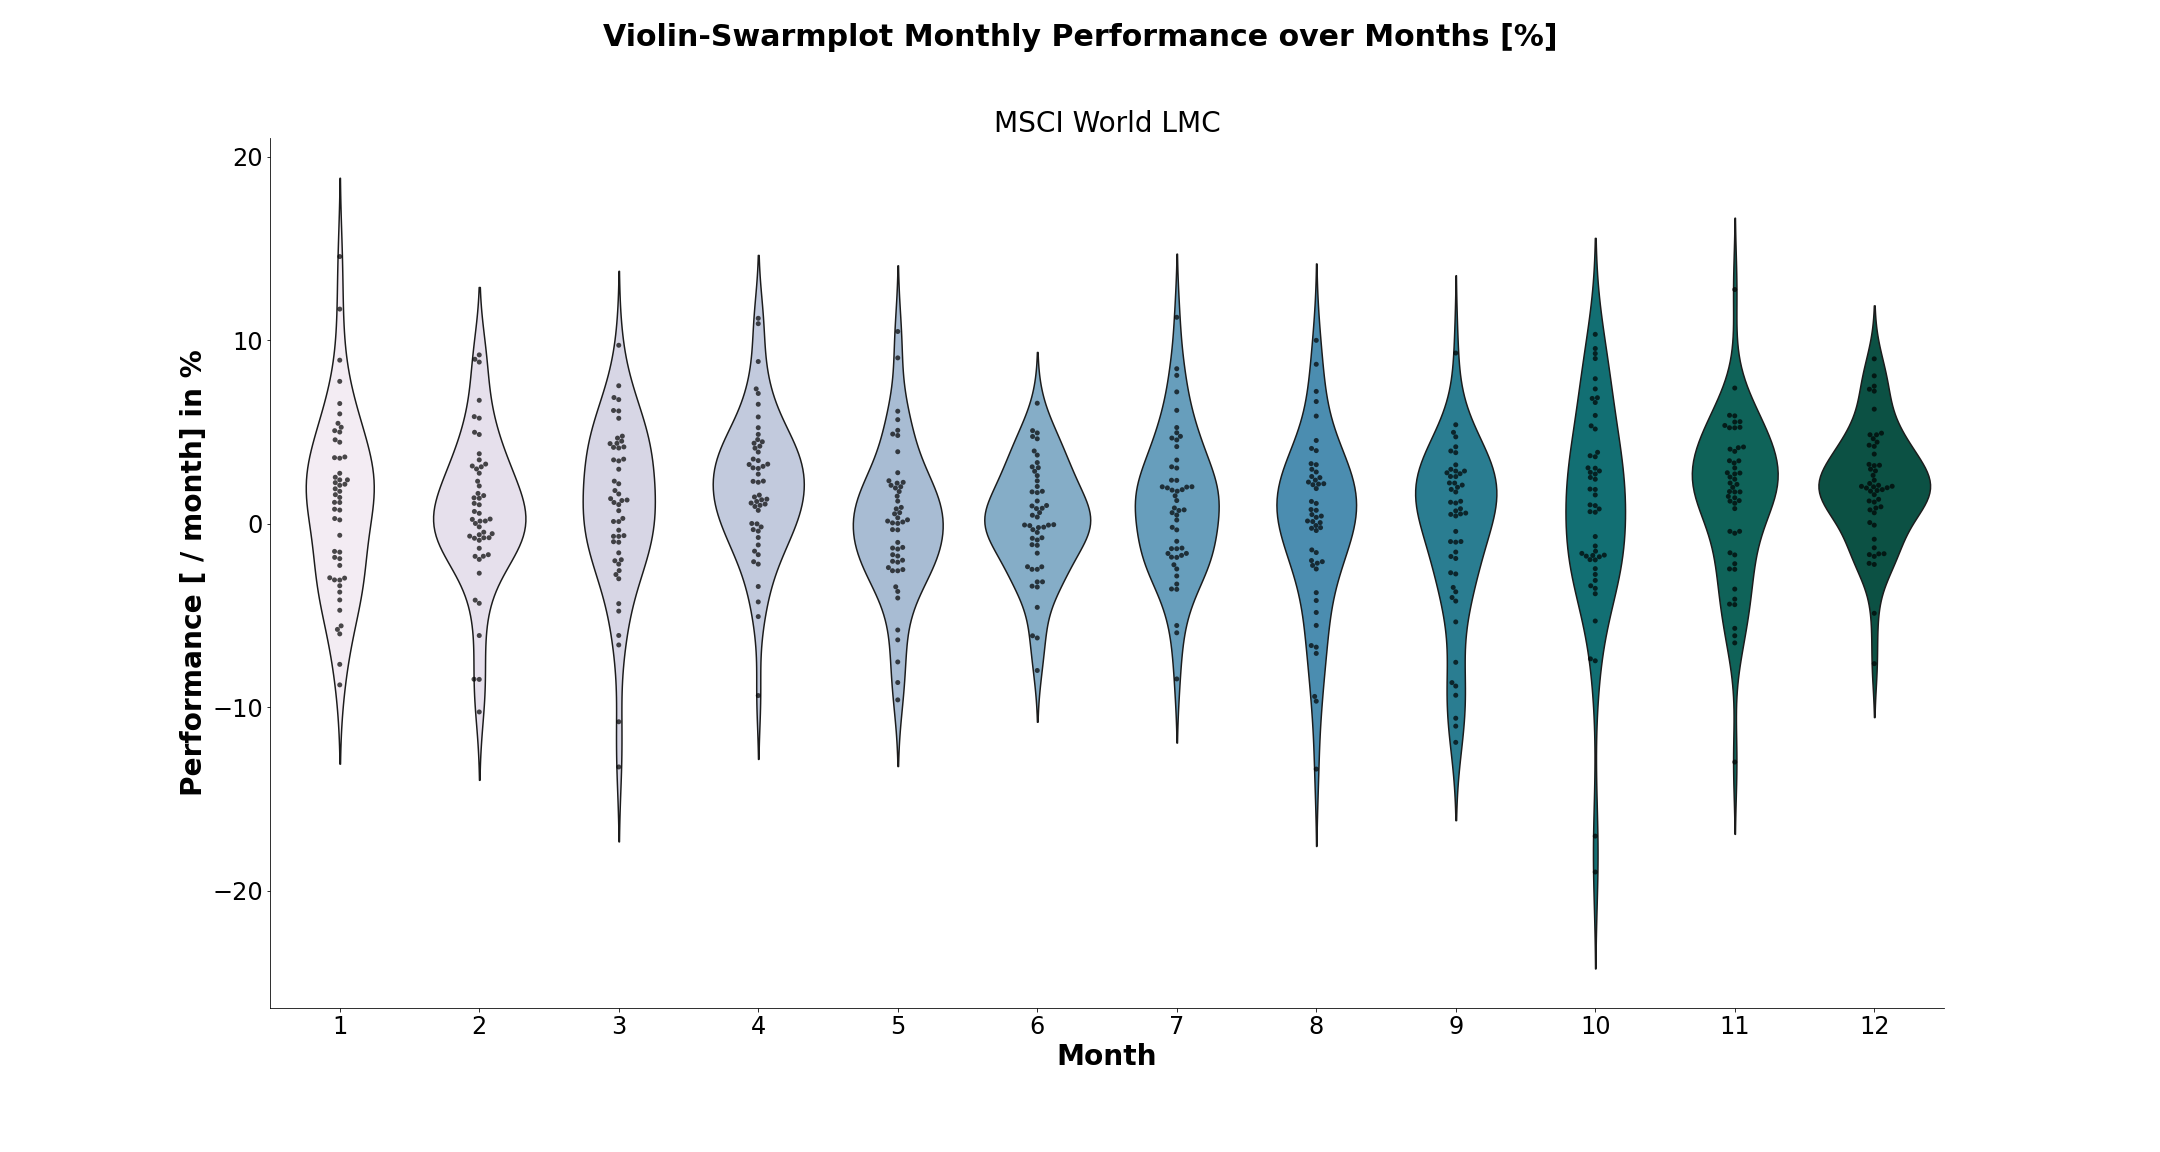 Violin-Swarmplot Monthly Performance over Months [%]
MSCI World LMC
Performance [ / month] in %
20
10
0
−10
−20
1 2 3 4 5 6 7 8 9 10 11 12
Month